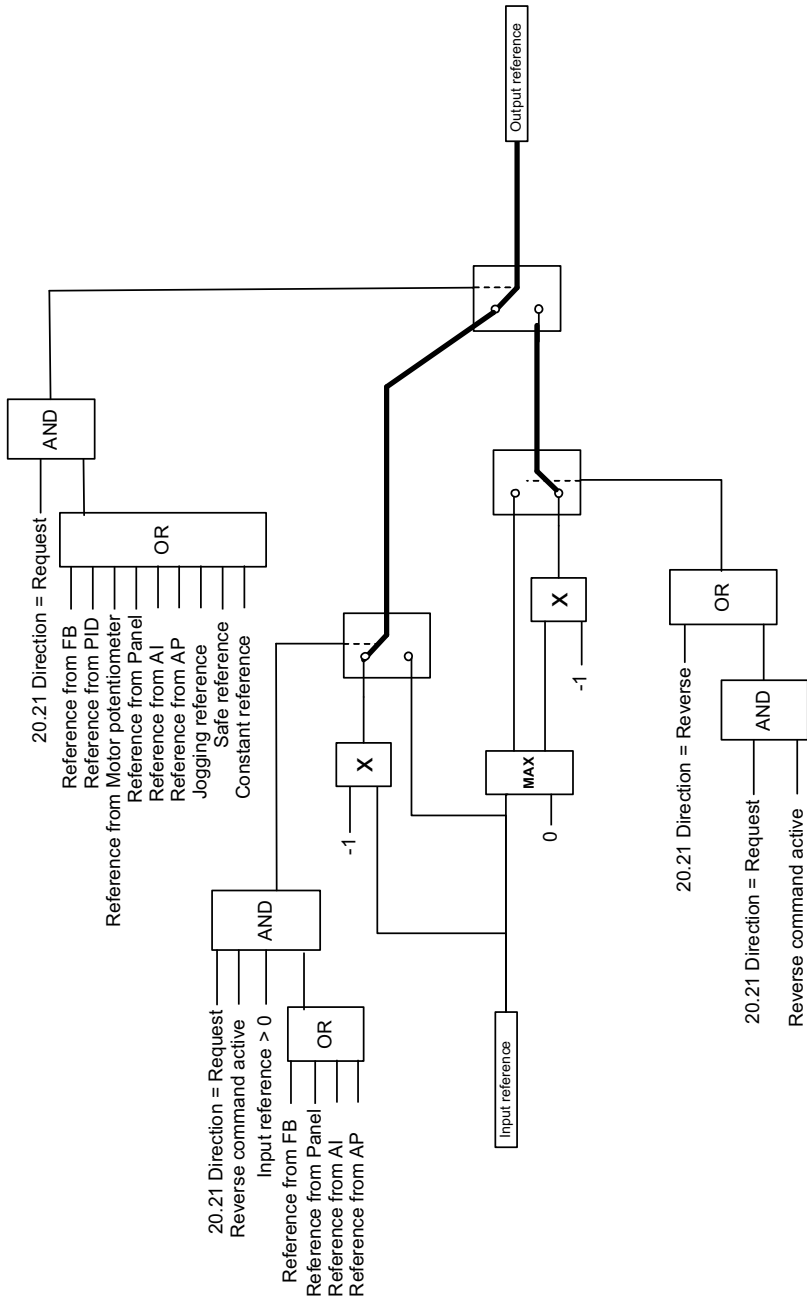 20.21 Direction = Request
Reverse command active
Input reference > 0
AND
Reference from FB
Reference from Panel
Reference from AI
Reference from AP
OR
20.21 Direction = Request
AND
Reference from FB
Reference from PID
Reference from Motor potentiometer
Reference from Panel
Reference from AI
Reference from AP
Jogging reference
Safe reference
Constant reference
OR
-1
X
Input reference
MAX
0
X
-1
Output reference
20.21 Direction = Reverse
OR
20.21 Direction = Request
Reverse command active
AND